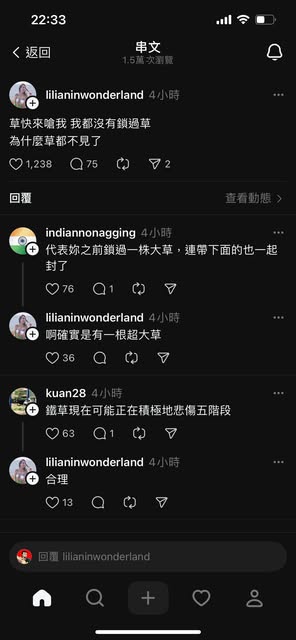 22:33
返回
串文
1.5萬 次瀏覽
lilianinwonderland 4小時
草快來嗆我 我都沒有鎖過草
為什麼草都不見了
1,238 75 2
回覆
查看動態
indiannonagging 4小時
代表妳之前鎖過一株大草，連帶下面的也一起
封了
76 1
lilianinwonderland 4小時
啊確實是有一根超大草
36
kuan28 4小時
鐵草現在可能正在積極地悲傷五階段
63 1
lilianinwonderland 4小時
合理
13
回覆 lilianinwonderland